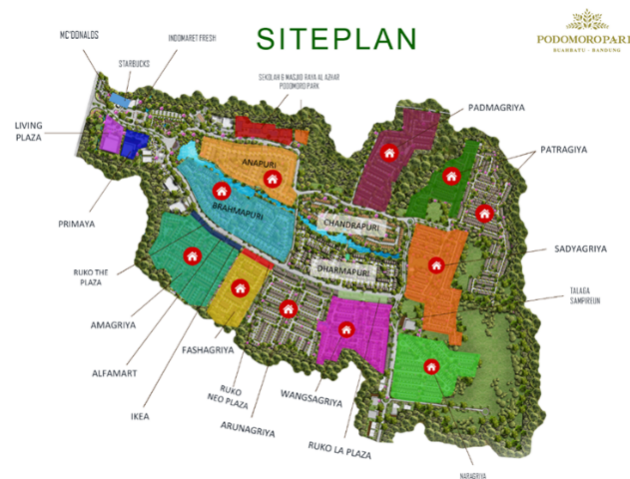 SITEPLAN
PODOMORO PARK
BUAHBATU - BANDUNG
MC'DONALDS
STARBUCKS
INDOMARET FRESH
SEKOLAH & MASJID RAYA AL AZHAR
PODOMORO PARK
PADMAGRIYA
PATRAGIYA
LIVING
PLAZA
ANAPURI
BRAHMAPURI
CHANDRAPURI
DHARMAPURI
PRIMAYA
SADYAGRIYA
RUKO THE
PLAZA
TALAGA
SAMPIREUN
AMAGRIYA
ALFAMART
IKEA
FASHAGRIYA
RUKO
NEO PLAZA
ARUNAGRIYA
WANGSAGRIYA
RUKO LA PLAZA
NARAGRIYA